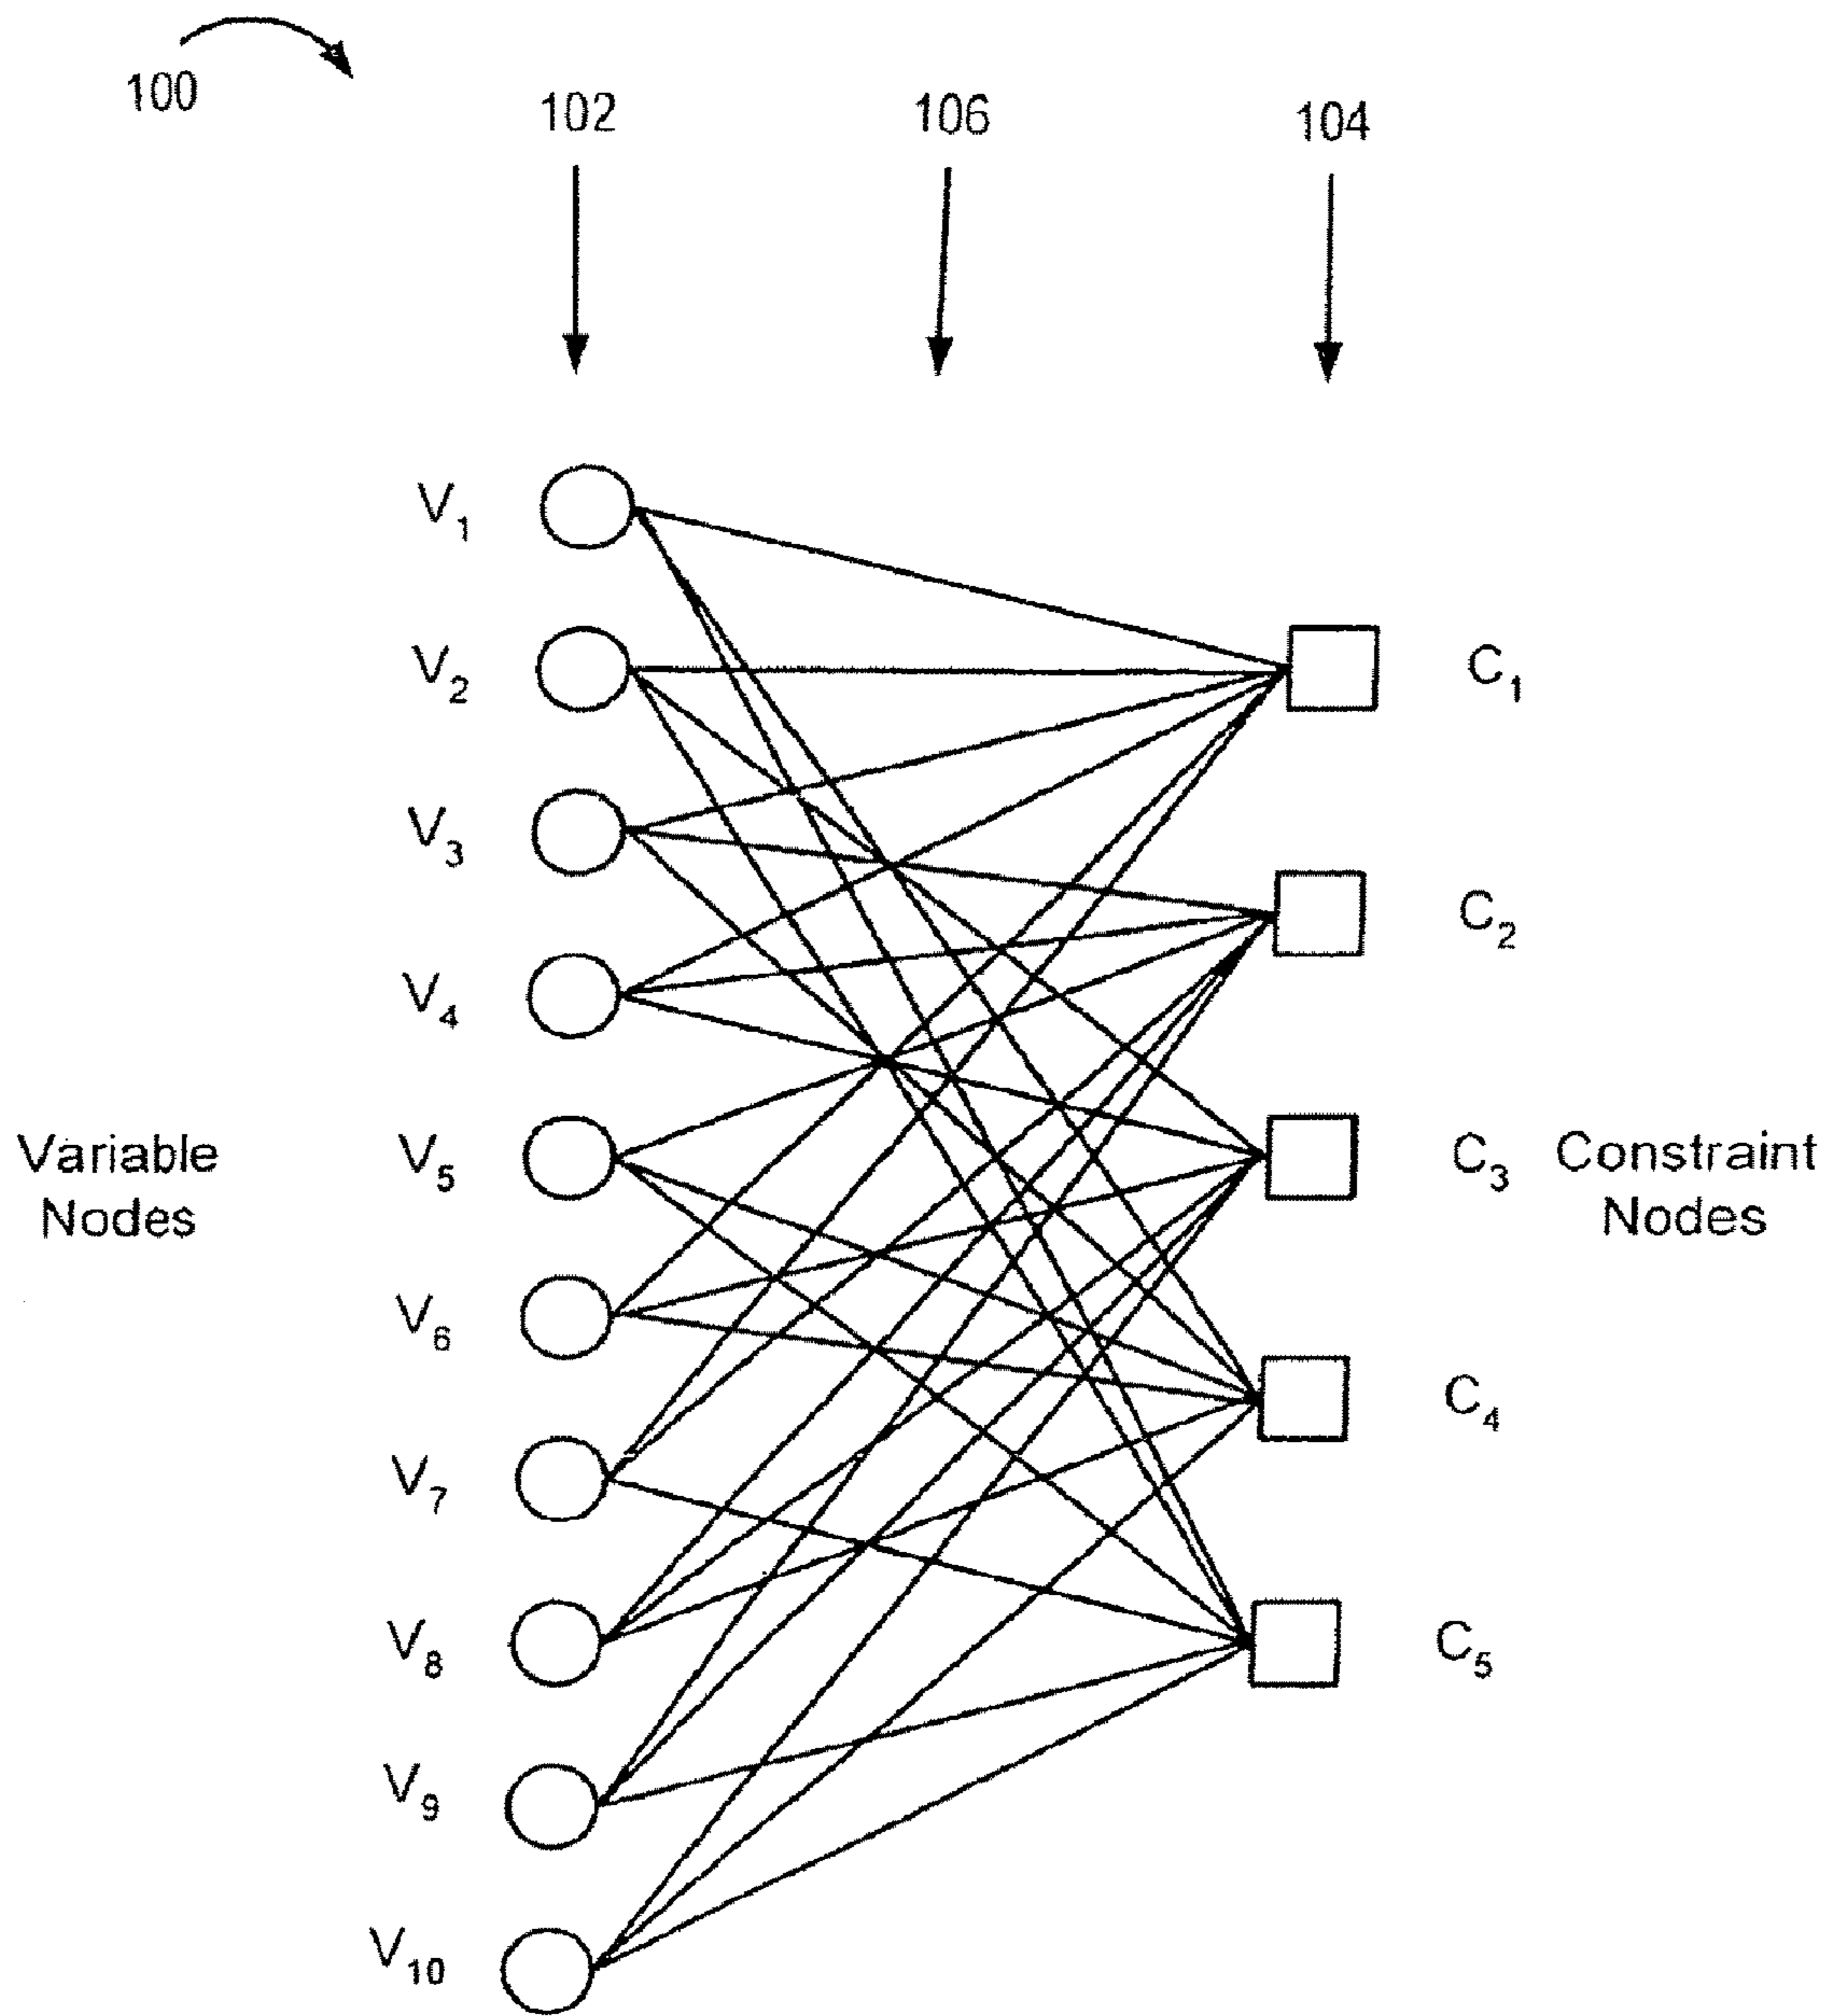 100
102
106
104
V1
V2
V3
V4
V5
V6
V7
V8
V9
V10
Variable
Nodes
C1
C2
C3
C4
C5
Constraint
Nodes